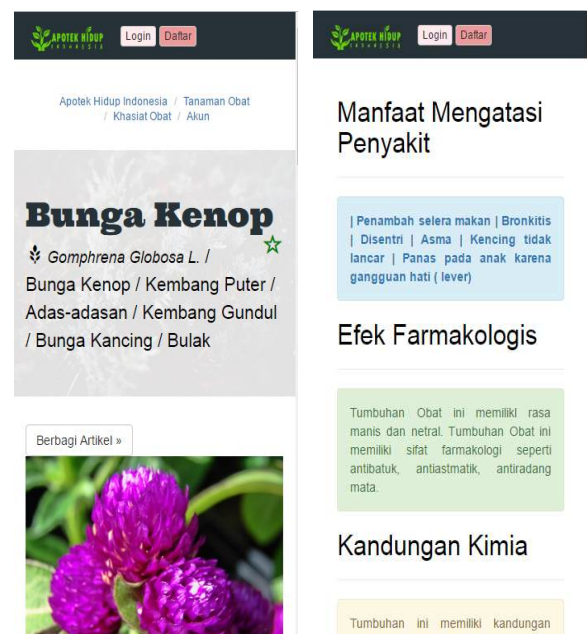 APOTEK HIDUP
INDONESIA
Login
Daftar
Apotek Hidup Indonesia / Tanaman Obat
/ Khasiat Obat / Akun
Bunga Kenop
Gomphrena Globosa L. /
Bunga Kenop / Kembang Puter /
Adas-adasan / Kembang Gundul
/ Bunga Kancing / Bulak
Berbagi Artikel »
APOTEK HIDUP
INDONESIA
Login
Daftar
Manfaat Mengatasi
Penyakit
| Penambah selera makan | Bronkitis
| Disentri | Asma | Kencing tidak
lancar | Panas pada anak karena
gangguan hati ( lever)
Efek Farmakologis
Tumbuhan Obat ini memilikl rasa
manis dan netral. Tumbuhan Obat ini
memiliki sifat farmakologi seperti
antibatuk, antiastmatik, antiradang
mata.
Kandungan Kimia
Tumbuhan ini memiliki kandungan